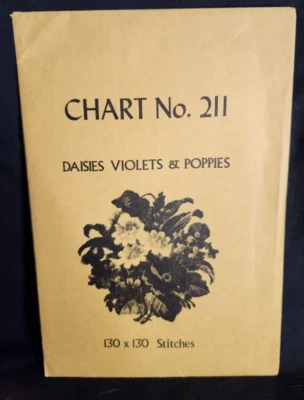 CHART No. 211
DAISIES VIOLETS & POPPIES
130 x 130 Stitches